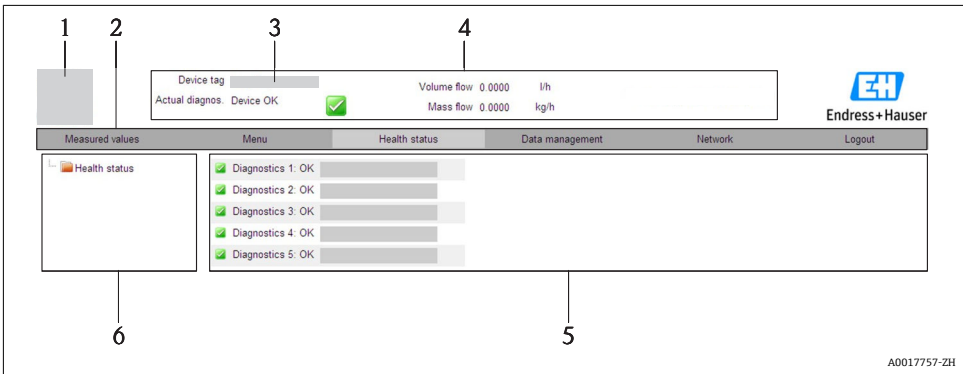 1 2 3 4
Device tag
Volume flow 0.0000 l/h
Actual diagnos. Device OK
Mass flow 0.0000 kg/h
EH
Endress+Hauser
Measured values Menu Health status Data management Network Logout
Health status
Diagnostics 1: OK
Diagnostics 2: OK
Diagnostics 3: OK
Diagnostics 4: OK
Diagnostics 5: OK
6 5
A0017757-ZH